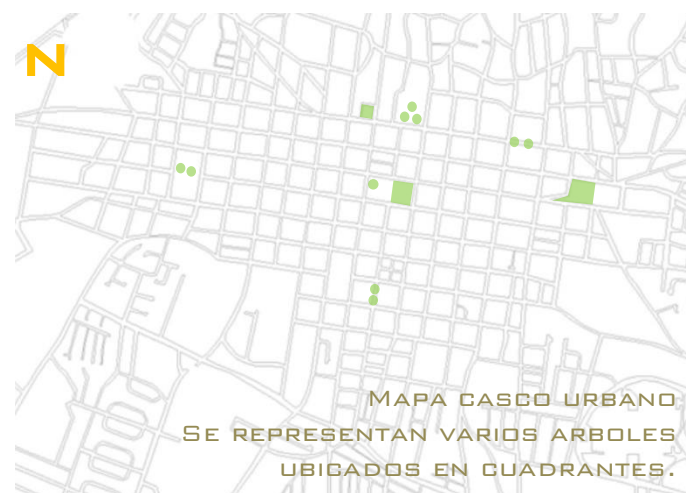 N
Mapa casco urbano
Se representan varios arboles
ubicados en cuadrantes.